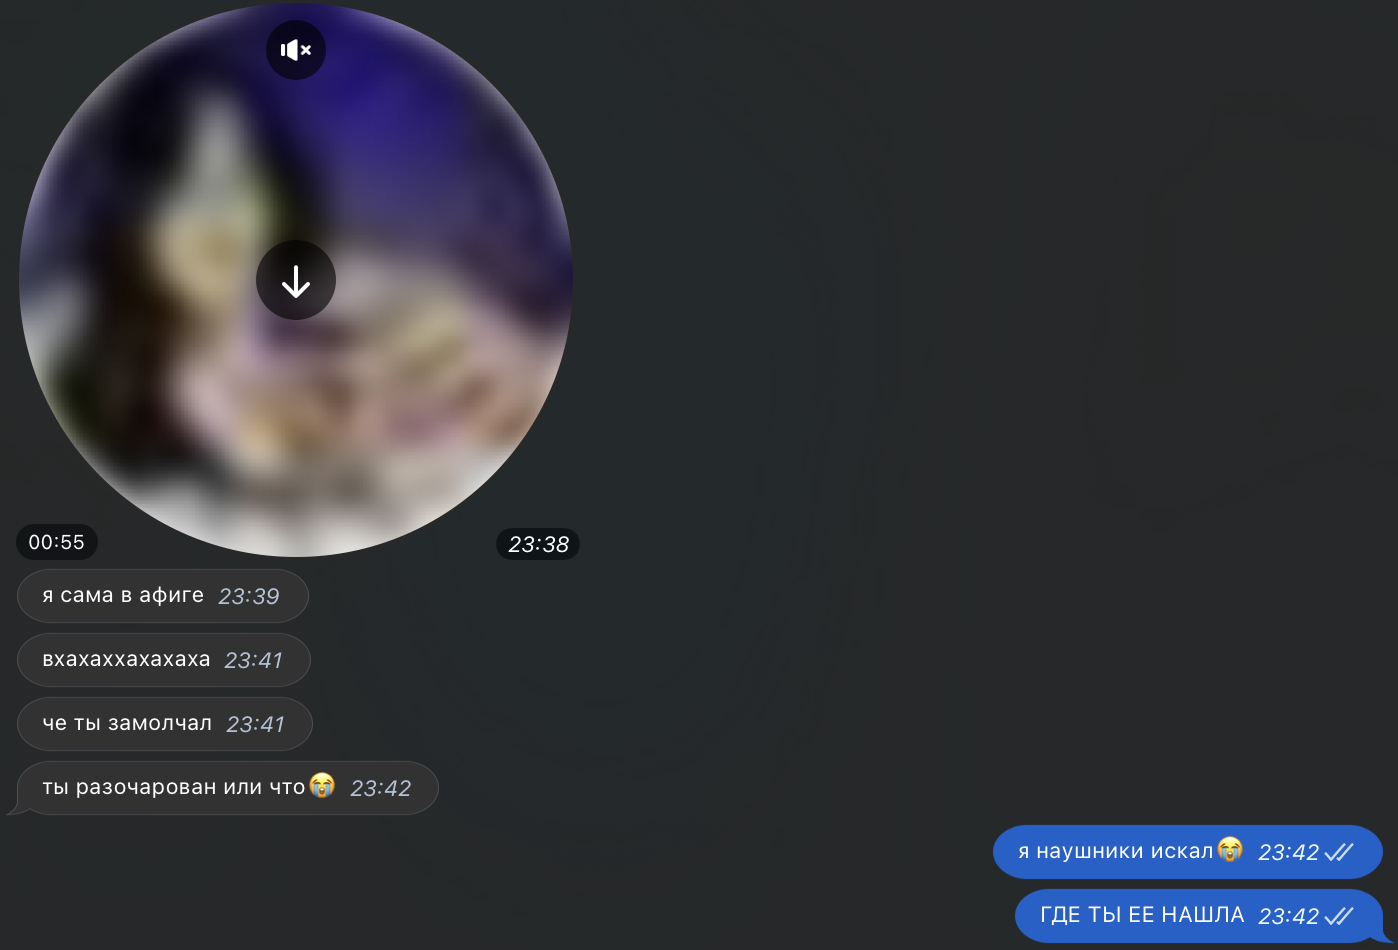 00:55
23:38
я сама в афиге 23:39
вхахаххахахаха 23:41
че ты замолчал 23:41
ты разочарован или что😭 23:42
я наушники искал😭 23:42
ГДЕ ТЫ ЕЕ НАШЛА 23:42